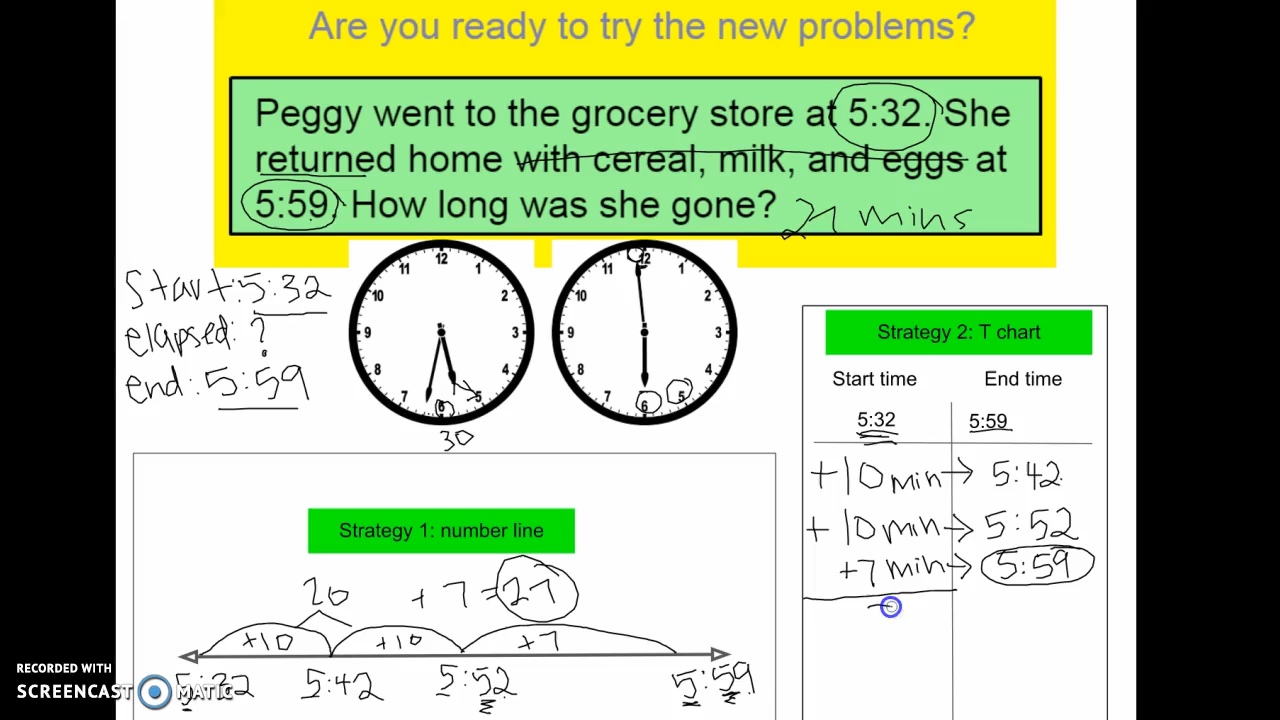 Are you ready to try the new problems?
Peggy went to the grocery store at 5:32. She
returned home with cereal, milk, and eggs at
5:59. How long was she gone? 27 mins
Start: 5:32
elapsed: ?
end: 5:59
12
11 1
10 2
9 3
8 4
7 5
6
30
12
11 1
10 2
9 3
8 4
7 5
6
Strategy 1: number line
20 + 7 = 27
+10 +10 +7
5:32 5:42 5:52 5:59
Strategy 2: T chart
Start time End time
5:32 5:59
+10 min → 5:42
+10 min → 5:52
+7 min → 5:59
RECORDED WITH
SCREENCAST MATIC